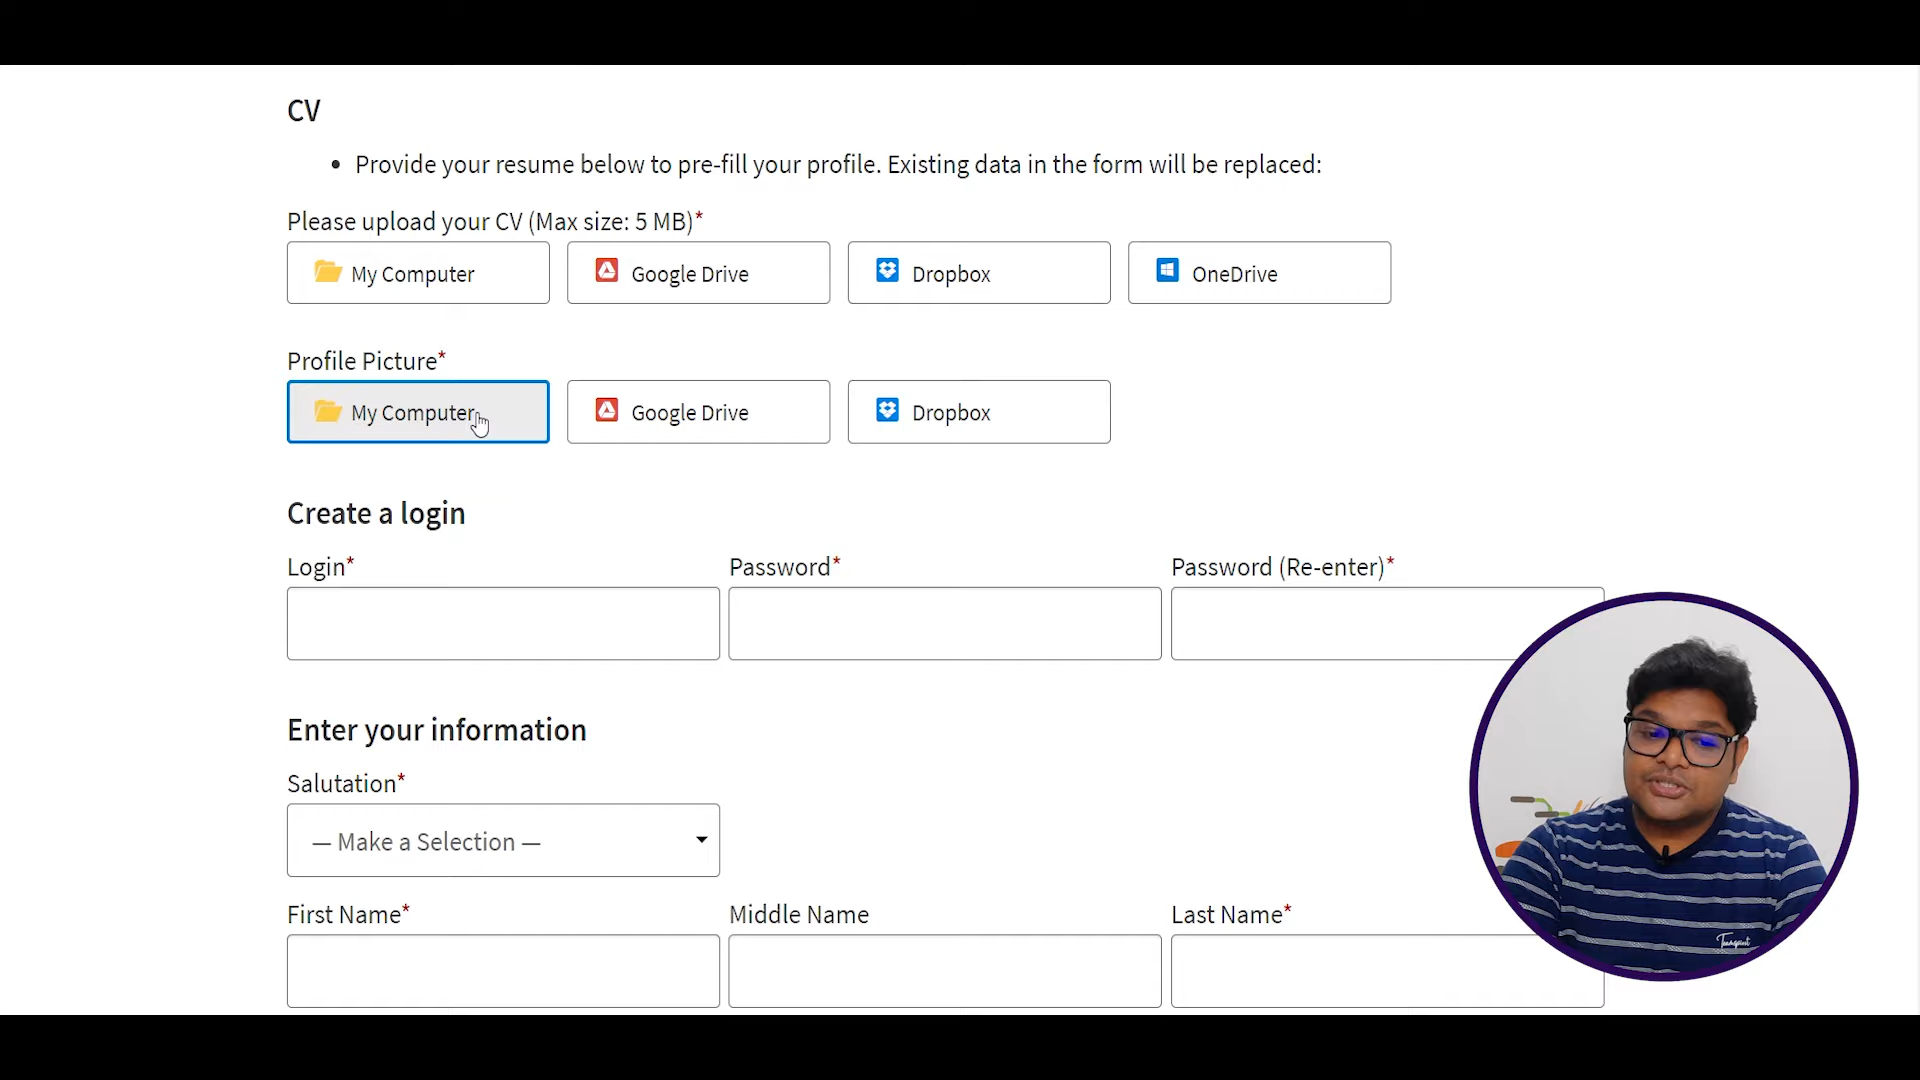 CV
• Provide your resume below to pre-fill your profile. Existing data in the form will be replaced:
Please upload your CV (Max size: 5 MB)*
My Computer Google Drive Dropbox OneDrive
Profile Picture*
My Computer Google Drive Dropbox
Create a login
Login* Password* Password (Re-enter)*
Enter your information
Salutation*
— Make a Selection —
First Name* Middle Name Last Name*